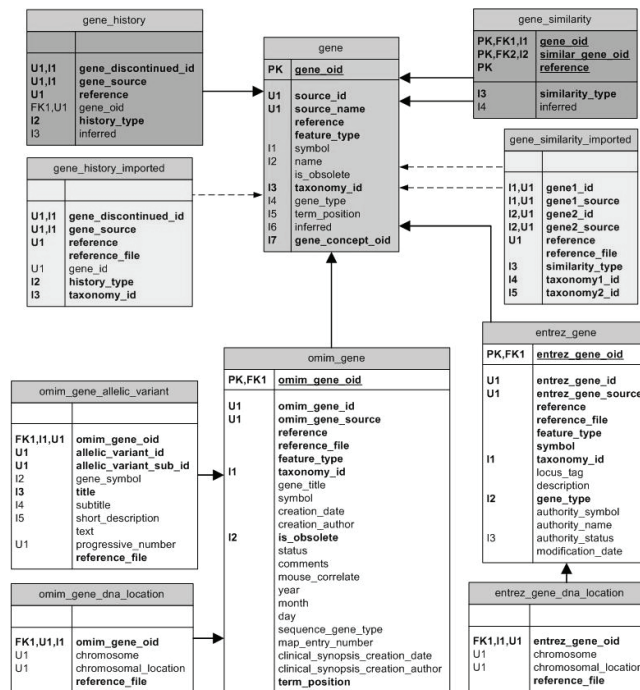 gene_history
U1,I1 gene_discontinued_id
U1,I1 gene_source
U1 reference
FK1,U1 gene_oid
I2 history_type
I3 inferred
gene
PK gene_oid
U1 source_id
U1 source_name
reference
feature_type
I1 symbol
I2 name
is_obsolete
I3 taxonomy_id
I4 gene_type
I5 term_position
I6 inferred
I7 gene_concept_oid
gene_similarity
PK,FK1,I1 gene_oid
PK,FK2,I2 similar_gene_oid
PK reference
I3 similarity_type
I4 inferred
gene_history_imported
U1,I1 gene_discontinued_id
U1,I1 gene_source
U1 reference
reference_file
U1 gene_id
I2 history_type
I3 taxonomy_id
gene_similarity_imported
I1,U1 gene1_id
I1,U1 gene1_source
I2,U1 gene2_id
I2,U1 gene2_source
U1 reference
reference_file
I3 similarity_type
I4 taxonomy1_id
I5 taxonomy2_id
omim_gene_allelic_variant
FK1,I1,U1 omim_gene_oid
U1 allelic_variant_id
U1 allelic_variant_sub_id
I2 gene_symbol
I3 title
I4 subtitle
I5 short_description
text
U1 progressive_number
reference_file
omim_gene
PK,FK1 omim_gene_oid
U1 omim_gene_id
U1 omim_gene_source
reference
reference_file
feature_type
I1 taxonomy_id
gene_title
symbol
creation_date
creation_author
I2 is_obsolete
status
comments
mouse_correlate
year
month
day
sequence_gene_type
map_entry_number
clinical_synopsis_creation_date
clinical_synopsis_creation_author
term_position
entrez_gene
PK,FK1 entrez_gene_oid
U1 entrez_gene_id
U1 entrez_gene_source
reference
reference_file
feature_type
symbol
I1 taxonomy_id
locus_tag
description
I2 gene_type
authority_symbol
authority_name
I3 authority_status
modification_date
omim_gene_dna_location
FK1,U1,I1 omim_gene_oid
U1 chromosome
U1 chromosomal_location
reference_file
entrez_gene_dna_location
FK1,I1,U1 entrez_gene_oid
U1 chromosome
U1 chromosomal_location
reference_file